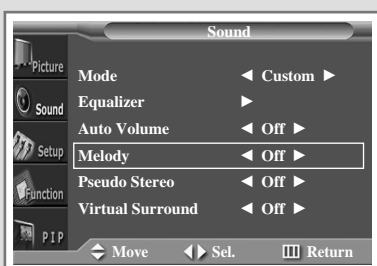 Sound
Picture
Sound
Setup
Function
PIP
Mode ◀ Custom ▶
Equalizer ▶
Auto Volume ◀ Off ▶
Melody ◀ Off ▶
Pseudo Stereo ◀ Off ▶
Virtual Surround ◀ Off ▶
Move Sel. Return